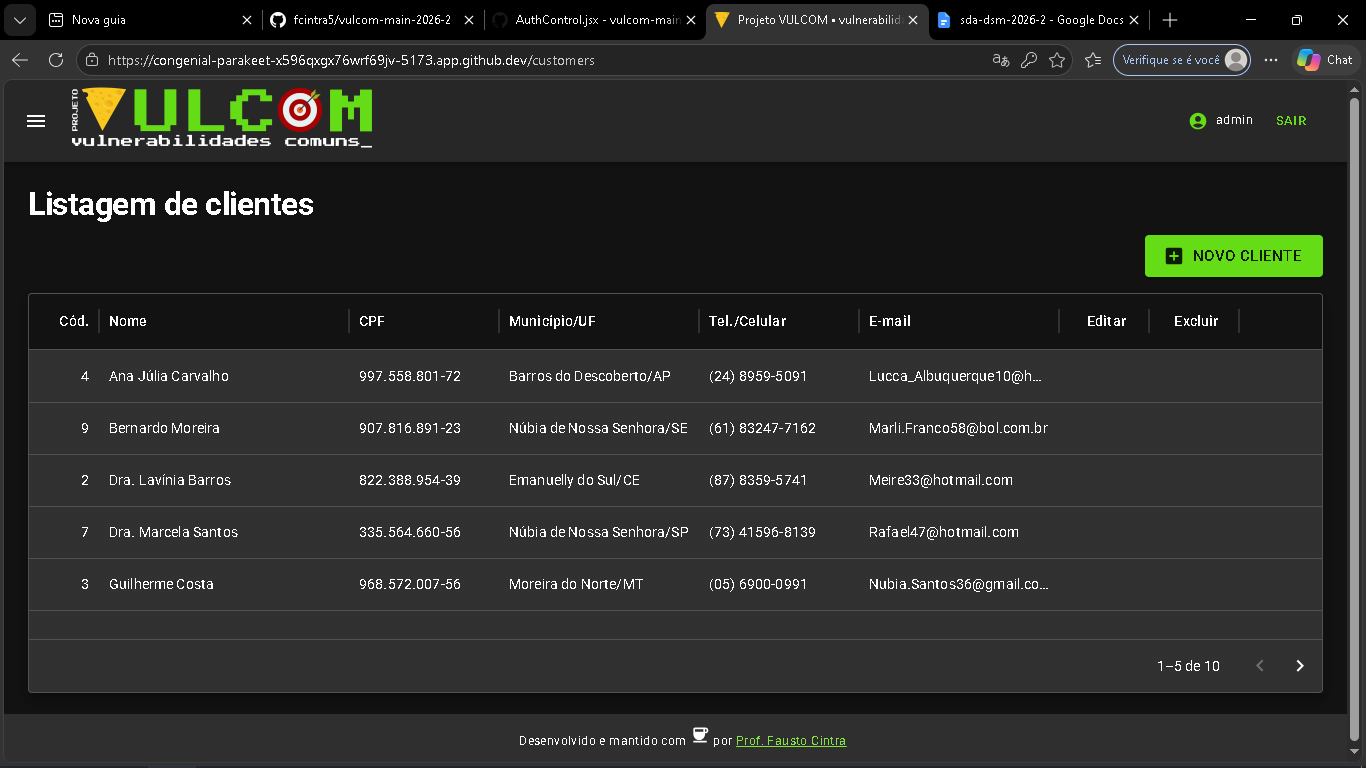 Nova guia
fcintra5/vulcom-main-2026-2
AuthControl.jsx - vulcom-main
Projeto VULCOM • vulnerabilid
sda-dsm-2026-2 - Google Docs
https://congenial-parakeet-x596qxgx76wrf69jv-5173.app.github.dev/customers
Verifique se é você
Chat
PROJETO VULCOM
vulnerabilidades comuns_
admin
SAIR
Listagem de clientes
NOVO CLIENTE
Cód. Nome CPF Município/UF Tel./Celular E-mail Editar Excluir
4 Ana Júlia Carvalho 997.558.801-72 Barros do Descoberto/AP (24) 8959-5091 Lucca_Albuquerque10@h...
9 Bernardo Moreira 907.816.891-23 Núbia de Nossa Senhora/SE (61) 83247-7162 Marli.Franco58@bol.com.br
2 Dra. Lavínia Barros 822.388.954-39 Emanuelly do Sul/CE (87) 8359-5741 Meire33@hotmail.com
7 Dra. Marcela Santos 335.564.660-56 Núbia de Nossa Senhora/SP (73) 41596-8139 Rafael47@hotmail.com
3 Guilherme Costa 968.572.007-56 Moreira do Norte/MT (05) 6900-0991 Nubia.Santos36@gmail.co...
1–5 de 10
Desenvolvido e mantido com por Prof. Fausto Cintra